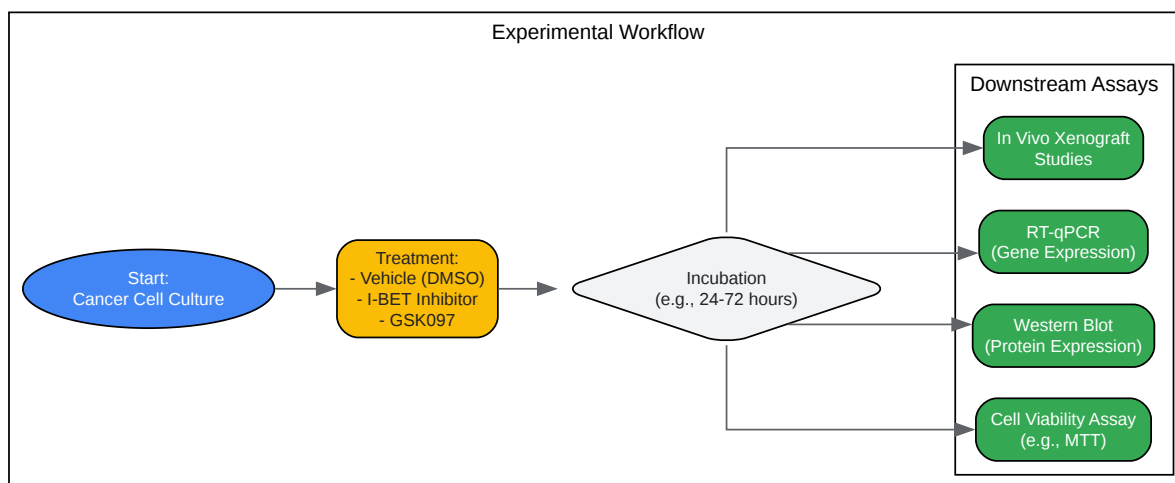 Experimental Workflow
Downstream Assays
In Vivo Xenograft
Studies
RT-qPCR
(Gene Expression)
Start:
Cancer Cell Culture
Treatment:
- Vehicle (DMSO)
- I-BET Inhibitor
- GSK097
Incubation
(e.g., 24-72 hours)
Western Blot
(Protein Expression)
Cell Viability Assay
(e.g., MTT)